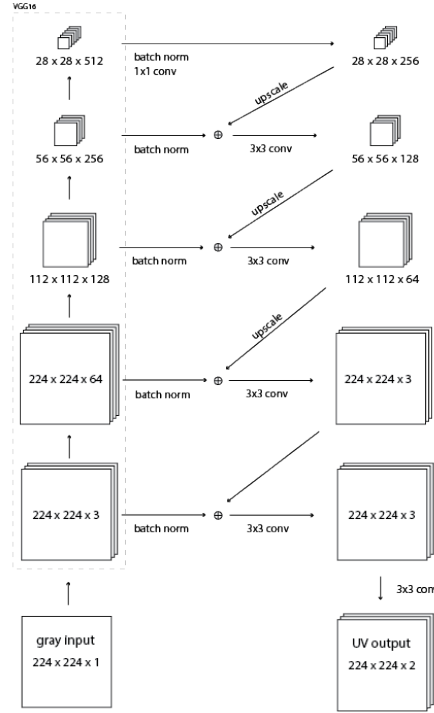 VGG16
28 x 28 x 512
batch norm
1x1 conv
28 x 28 x 256
upscale
56 x 56 x 256
batch norm
3x3 conv
56 x 56 x 128
upscale
112 x 112 x 128
batch norm
3x3 conv
112 x 112 x 64
upscale
224 x 224 x 64
batch norm
3x3 conv
224 x 224 x 3
224 x 224 x 3
batch norm
3x3 conv
224 x 224 x 3
3x3 con
gray input
224 x 224 x 1
UV output
224 x 224 x 2